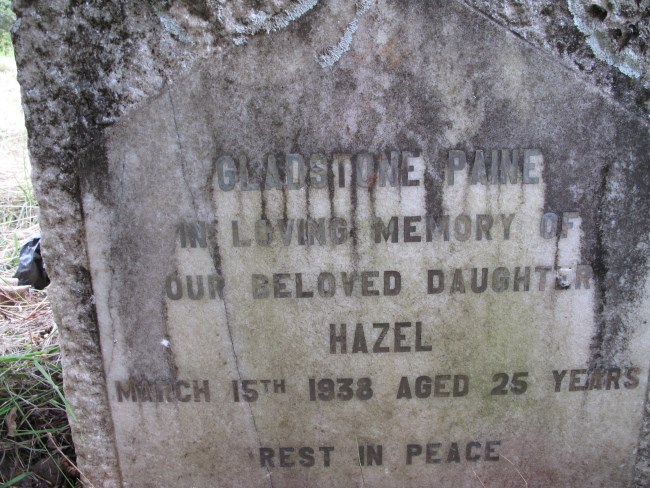 GLADSTONE PAINE
IN LOVING MEMORY OF
OUR BELOVED DAUGHTER
HAZEL
MARCH 15TH 1938 AGED 25 YEARS
REST IN PEACE